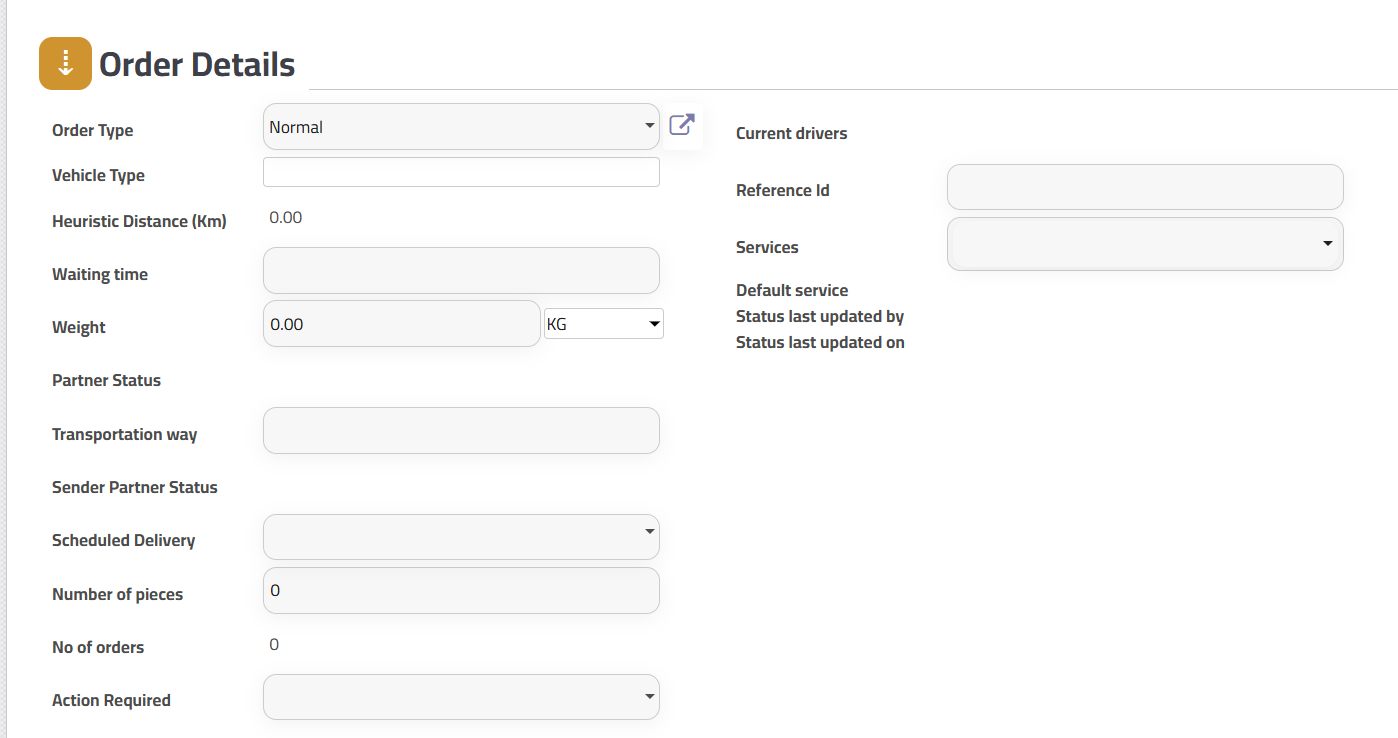 Order Details
Order Type
Normal
Vehicle Type
Heuristic Distance (Km)
0.00
Waiting time
Weight
0.00
KG
Partner Status
Transportation way
Sender Partner Status
Scheduled Delivery
Number of pieces
0
No of orders
0
Action Required
Current drivers
Reference Id
Services
Default service
Status last updated by
Status last updated on